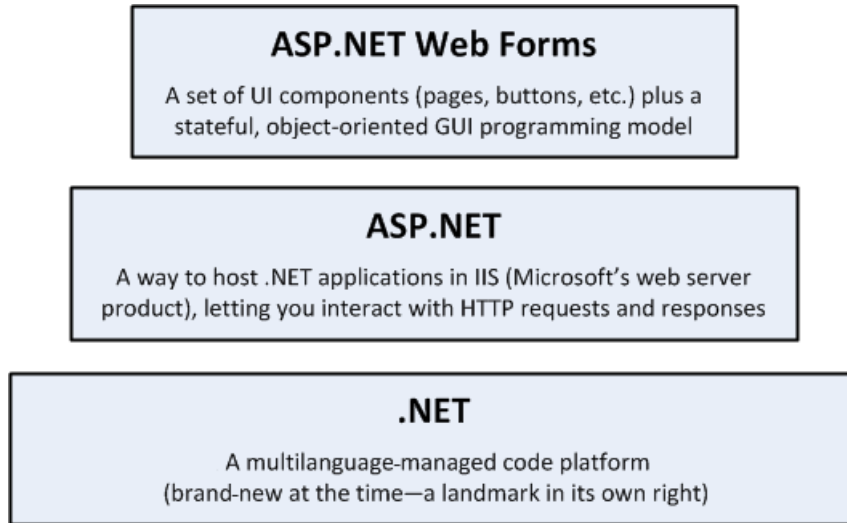 ASP.NET Web Forms
A set of UI components (pages, buttons, etc.) plus a
stateful, object-oriented GUI programming model
ASP.NET
A way to host .NET applications in IIS (Microsoft’s web server
product), letting you interact with HTTP requests and responses
.NET
A multilanguage-managed code platform
(brand-new at the time—a landmark in its own right)